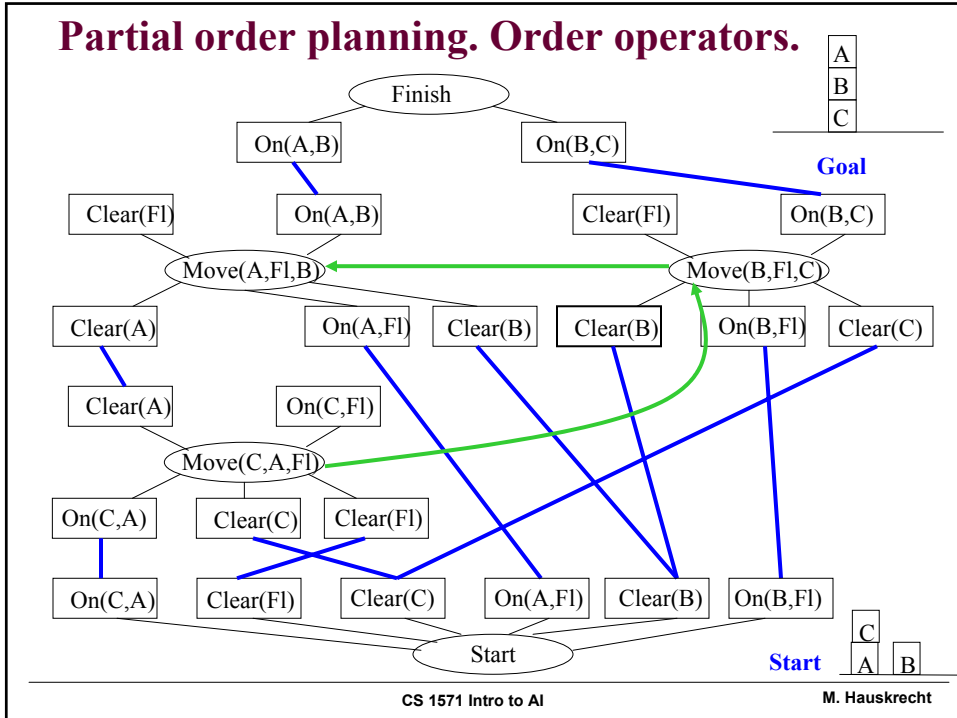 Partial order planning. Order operators.
A
B
C
Finish
On(A,B)
On(B,C)
Goal
Clear(Fl)
On(A,B)
Clear(Fl)
On(B,C)
Move(A,Fl,B)
Move(B,Fl,C)
Clear(A)
On(A,Fl)
Clear(B)
Clear(B)
On(B,Fl)
Clear(C)
Clear(A)
On(C,Fl)
Move(C,A,Fl)
On(C,A)
Clear(C)
Clear(Fl)
On(C,A)
Clear(Fl)
Clear(C)
On(A,Fl)
Clear(B)
On(B,Fl)
Start
C
Start
A
B
CS 1571 Intro to AI
M. Hauskrecht